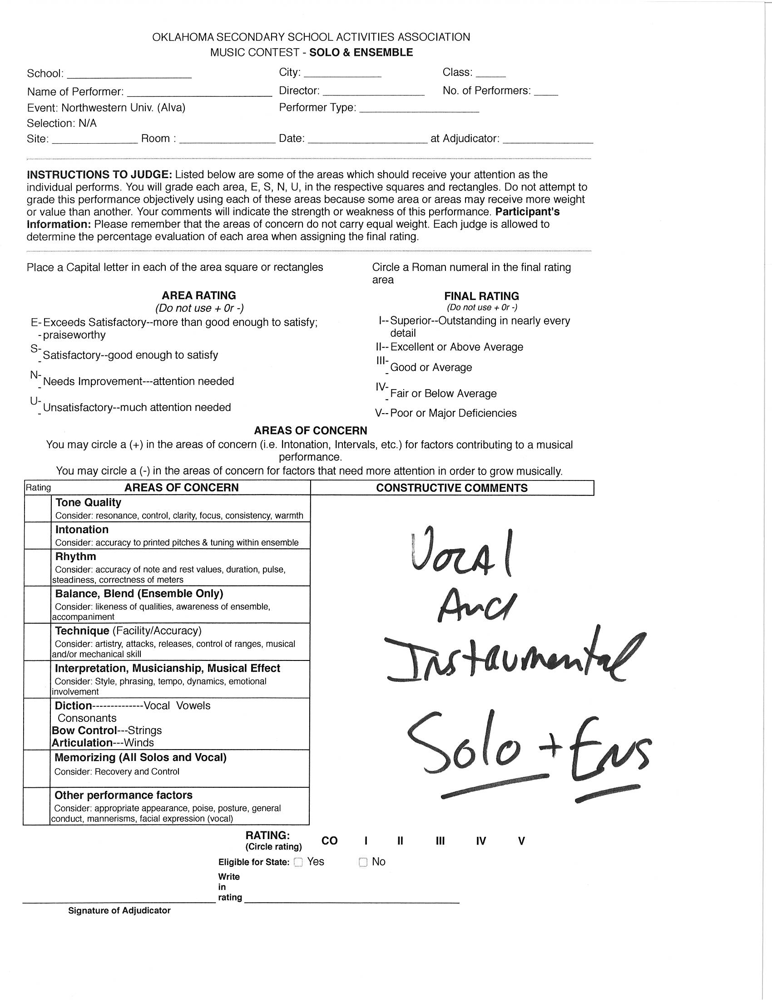 OKLAHOMA SECONDARY SCHOOL ACTIVITIES ASSOCIATION
MUSIC CONTEST - SOLO & ENSEMBLE
School: ____________ City: ____________ Class: _____
Name of Performer: ____________ Director: ____________ No. of Performers: ____
Event: Northwestern Univ. (Alva) Performer Type: ____________
Selection: N/A
Site: ____________ Room : ____________ Date: ____________ at Adjudicator: ____________
INSTRUCTIONS TO JUDGE: Listed below are some of the areas which should receive your attention as the
individual performs. You will grade each area, E, S, N, U, in the respective squares and rectangles. Do not attempt to
grade this performance objectively using each of these areas because some area or areas may receive more weight
or value than another. Your comments will indicate the strength or weakness of this performance. Participant's
Information: Please remember that the areas of concern do not carry equal weight. Each judge is allowed to
determine the percentage evaluation of each area when assigning the final rating.
Place a Capital letter in each of the area square or rectangles
Circle a Roman numeral in the final rating
area
AREA RATING
(Do not use + 0r -)
E- Exceeds Satisfactory--more than good enough to satisfy;
- praiseworthy
S-
- Satisfactory--good enough to satisfy
N-
- Needs Improvement---attention needed
U-
- Unsatisfactory--much attention needed
FINAL RATING
(Do not use + 0r -)
I-- Superior--Outstanding in nearly every
detail
II-- Excellent or Above Average
III-
- Good or Average
IV-
- Fair or Below Average
V-- Poor or Major Deficiencies
AREAS OF CONCERN
You may circle a (+) in the areas of concern (i.e. Intonation, Intervals, etc.) for factors contributing to a musical
performance.
You may circle a (-) in the areas of concern for factors that need more attention in order to grow musically.
Rating AREAS OF CONCERN CONSTRUCTIVE COMMENTS
Tone Quality
Consider: resonance, control, clarity, focus, consistency, warmth
Intonation
Consider: accuracy to printed pitches & tuning within ensemble
Rhythm
Consider: accuracy of note and rest values, duration, pulse,
steadiness, correctness of meters
Balance, Blend (Ensemble Only)
Consider: likeness of qualities, awareness of ensemble,
accompaniment
Technique (Facility/Accuracy)
Consider: artistry, attacks, releases, control of ranges, musical
and/or mechanical skill
Interpretation, Musicianship, Musical Effect
Consider: Style, phrasing, tempo, dynamics, emotional
involvement
Diction--------------Vocal Vowels
Consonants
Bow Control---Strings
Articulation---Winds
Memorizing (All Solos and Vocal)
Consider: Recovery and Control
Other performance factors
Consider: appropriate appearance, poise, posture, general
conduct, mannerisms, facial expression (vocal)
Vocal
And
Instrumental
Solo + Ens
RATING:
(Circle rating) CO I II III IV V
Eligible for State: Yes No
Write
in
rating ____________
Signature of Adjudicator